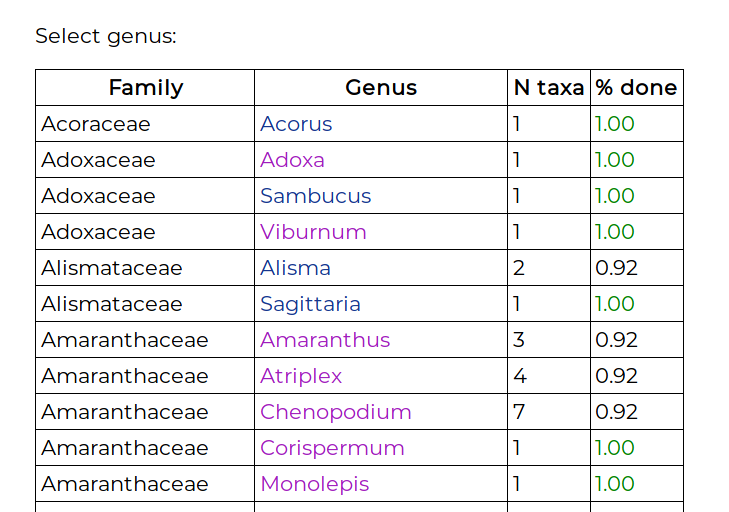 Select genus:
Family Genus N taxa % done
Acoraceae Acorus 1 1.00
Adoxaceae Adoxa 1 1.00
Adoxaceae Sambucus 1 1.00
Adoxaceae Viburnum 1 1.00
Alismataceae Alisma 2 0.92
Alismataceae Sagittaria 1 1.00
Amaranthaceae Amaranthus 3 0.92
Amaranthaceae Atriplex 4 0.92
Amaranthaceae Chenopodium 7 0.92
Amaranthaceae Corispermum 1 1.00
Amaranthaceae Monolepis 1 1.00